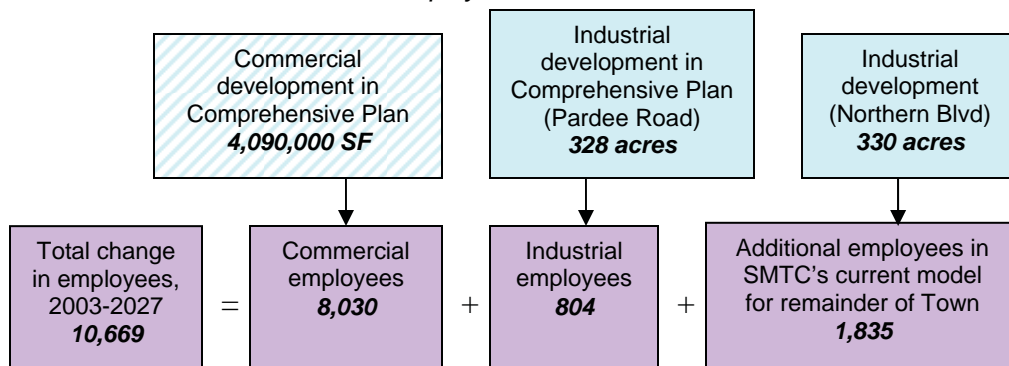 Commercial
development in
Comprehensive Plan
4,090,000 SF
Industrial
development in
Comprehensive Plan
(Pardee Road)
328 acres
Industrial
development
(Northern Blvd)
330 acres
Total change
in employees,
2003-2027
10,669
=
Commercial
employees
8,030
+
Industrial
employees
804
+
Additional employees in
SMTC's current model
for remainder of Town
1,835